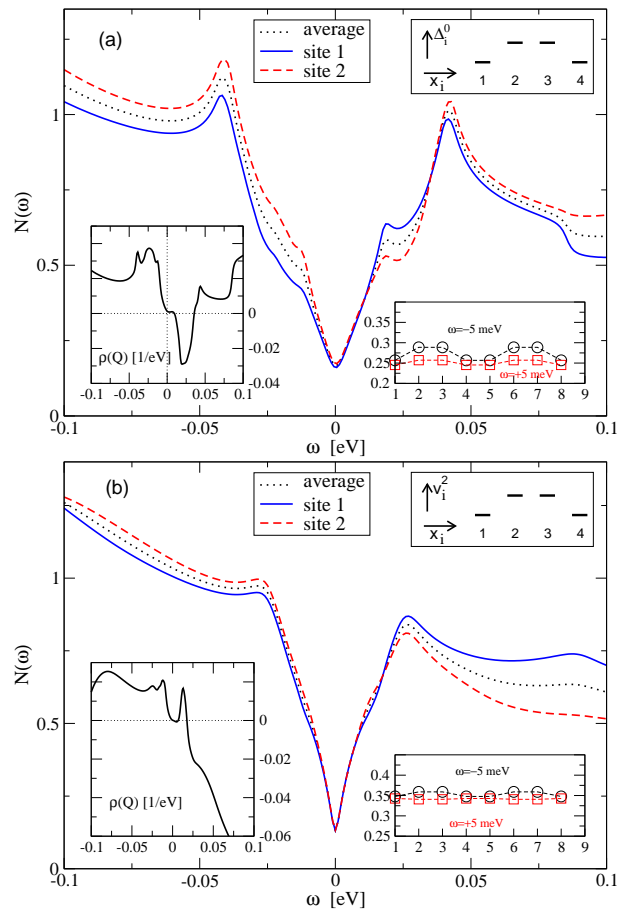 (a)
average
site 1
site 2
Δ_i^0
x_i
1 2 3 4
N(ω)
1
0.5
0
ρ(Q) [1/eV]
0
-0.02
-0.04
-0.1 -0.05 0 0.05 0.1
0.35
0.3
0.25
0.2
ω=−5 meV
ω=+5 meV
1 2 3 4 5 6 7 8 9
-0.1 -0.05 0 0.05 0.1
ω [eV]
(b)
average
site 1
site 2
v_i^2
x_i
1 2 3 4
N(ω)
1
0.5
0
ρ(Q) [1/eV]
0
-0.02
-0.04
-0.06
-0.1 -0.05 0 0.05 0.1
0.45
0.4
0.35
0.3
0.25
ω=−5 meV
ω=+5 meV
1 2 3 4 5 6 7 8 9
-0.1 -0.05 0 0.05 0.1
ω [eV]